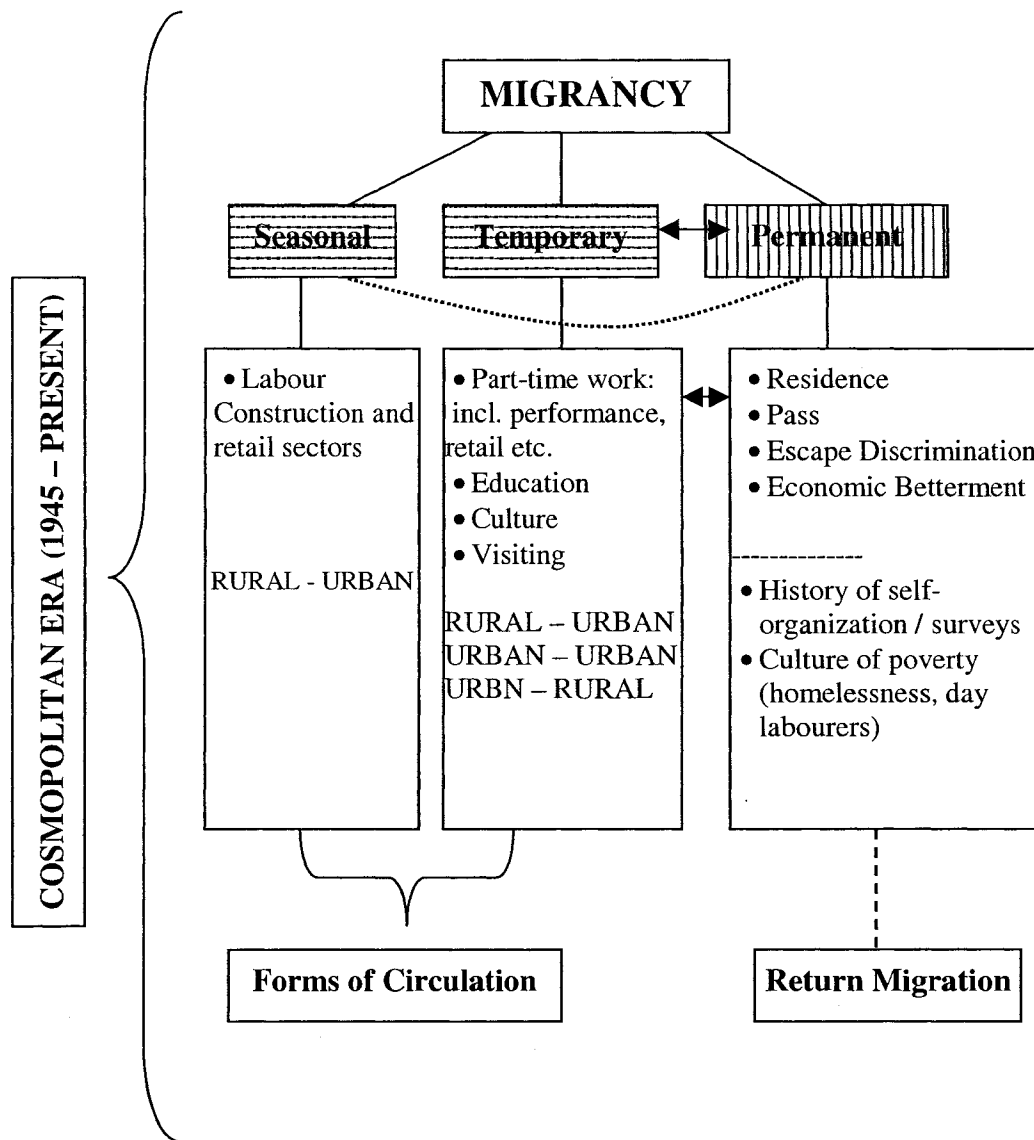 COSMOPOLITAN ERA (1945 – PRESENT)
MIGRANCY
Seasonal
Temporary
Permanent
• Labour
Construction and
retail sectors
RURAL - URBAN
• Part-time work:
incl. performance,
retail etc.
• Education
• Culture
• Visiting
RURAL – URBAN
URBAN – URBAN
URBN – RURAL
• Residence
• Pass
• Escape Discrimination
• Economic Betterment
• History of self-
organization / surveys
• Culture of poverty
(homelessness, day
labourers)
Forms of Circulation
Return Migration